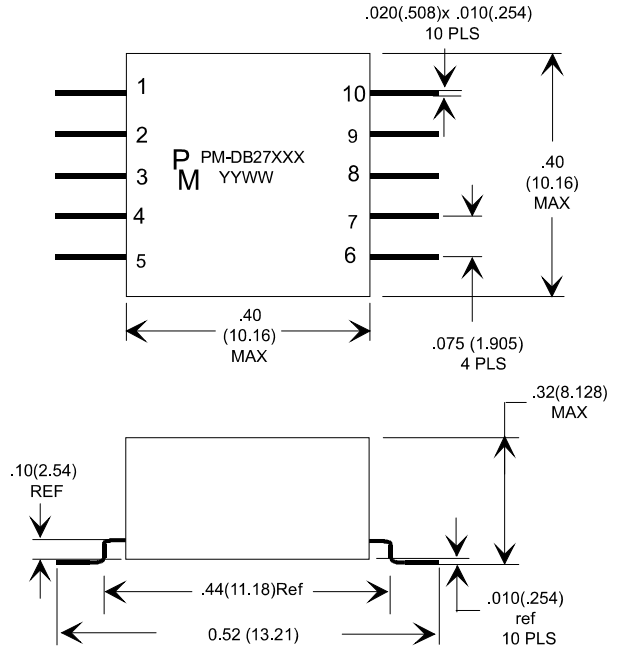 .020(.508)x .010(.254)
10 PLS
1
10
2
9
P PM-DB27XXX
M YYWW
3
8
4
7
5
6
.40
(10.16)
MAX
.40
(10.16)
MAX
.075 (1.905)
4 PLS
.32(8.128)
MAX
.10(2.54)
REF
.44(11.18)Ref
.010(.254)
ref
10 PLS
0.52 (13.21)